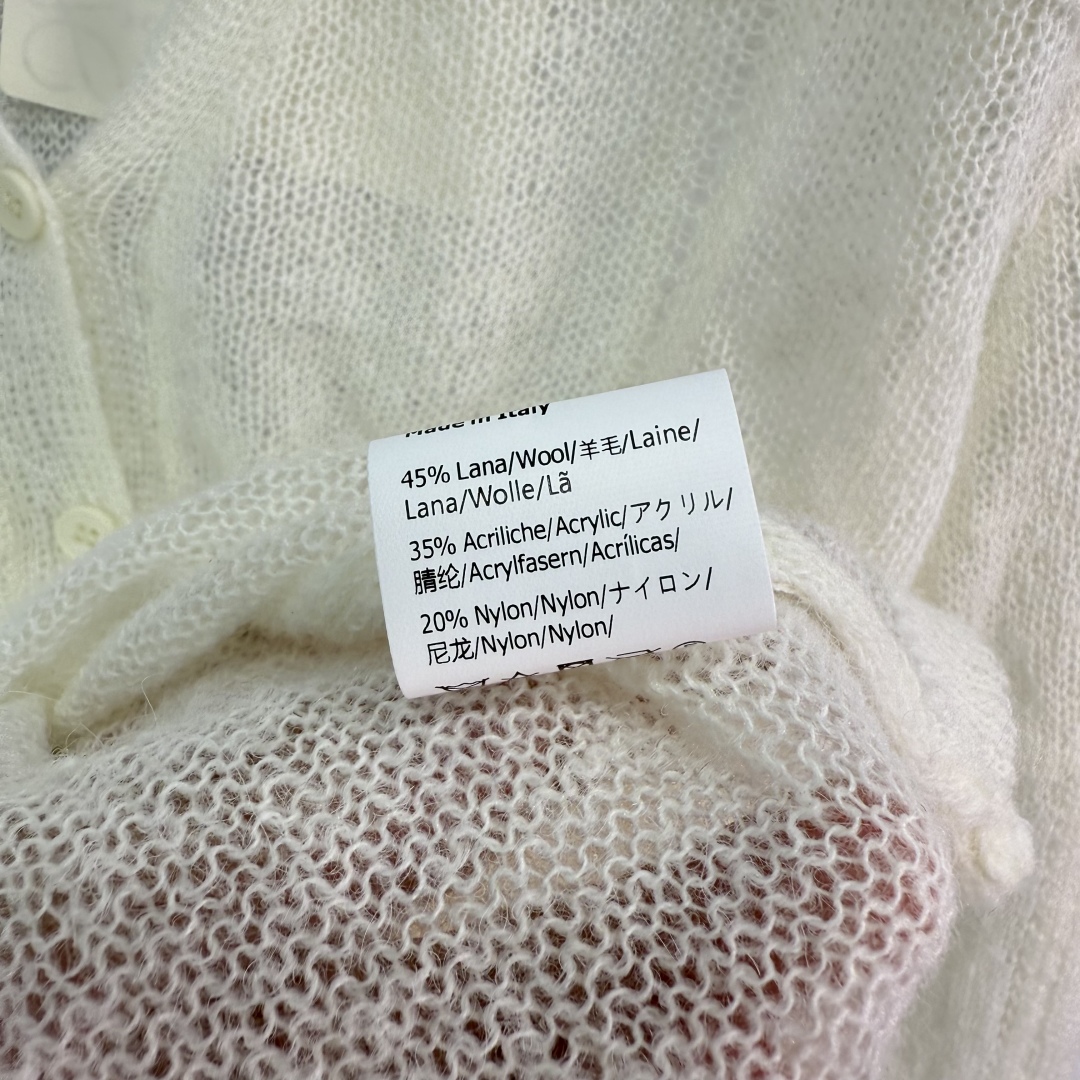 Made in Italy
45% Lana/Wool/羊毛/Laine/
Lana/Wolle/Lã
35% Acriliche/Acrylic/アクリル/
腈纶/Acrylfasern/Acrílicas/
20% Nylon/Nylon/ナイロン/
尼龙/Nylon/Nylon/